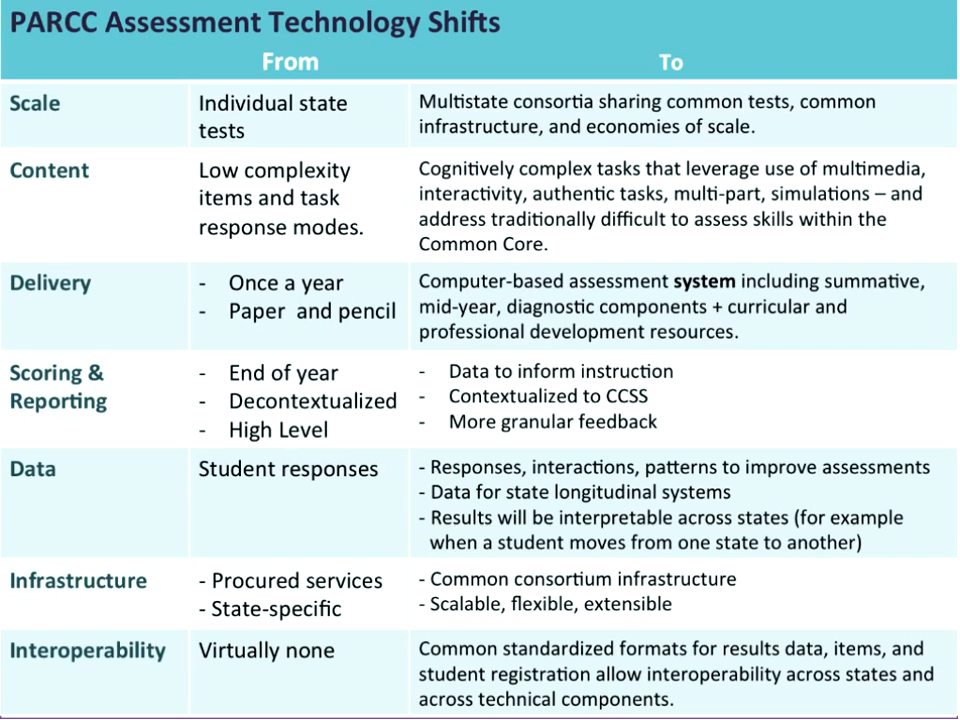 PARCC Assessment Technology Shifts
From To
Scale
Individual state
tests
Multistate consortia sharing common tests, common
infrastructure, and economies of scale.
Content
Low complexity
items and task
response modes.
Cognitively complex tasks that leverage use of multimedia,
interactivity, authentic tasks, multi-part, simulations – and
address traditionally difficult to assess skills within the
Common Core.
Delivery
- Once a year
- Paper and pencil
Computer-based assessment system including summative,
mid-year, diagnostic components + curricular and
professional development resources.
Scoring &
Reporting
- End of year
- Decontextualized
- High Level
- Data to inform instruction
- Contextualized to CCSS
- More granular feedback
Data
Student responses
- Responses, interactions, patterns to improve assessments
- Data for state longitudinal systems
- Results will be interpretable across states (for example
when a student moves from one state to another)
Infrastructure
- Procured services
- State-specific
- Common consortium infrastructure
- Scalable, flexible, extensible
Interoperability
Virtually none
Common standardized formats for results data, items, and
student registration allow interoperability across states and
across technical components.